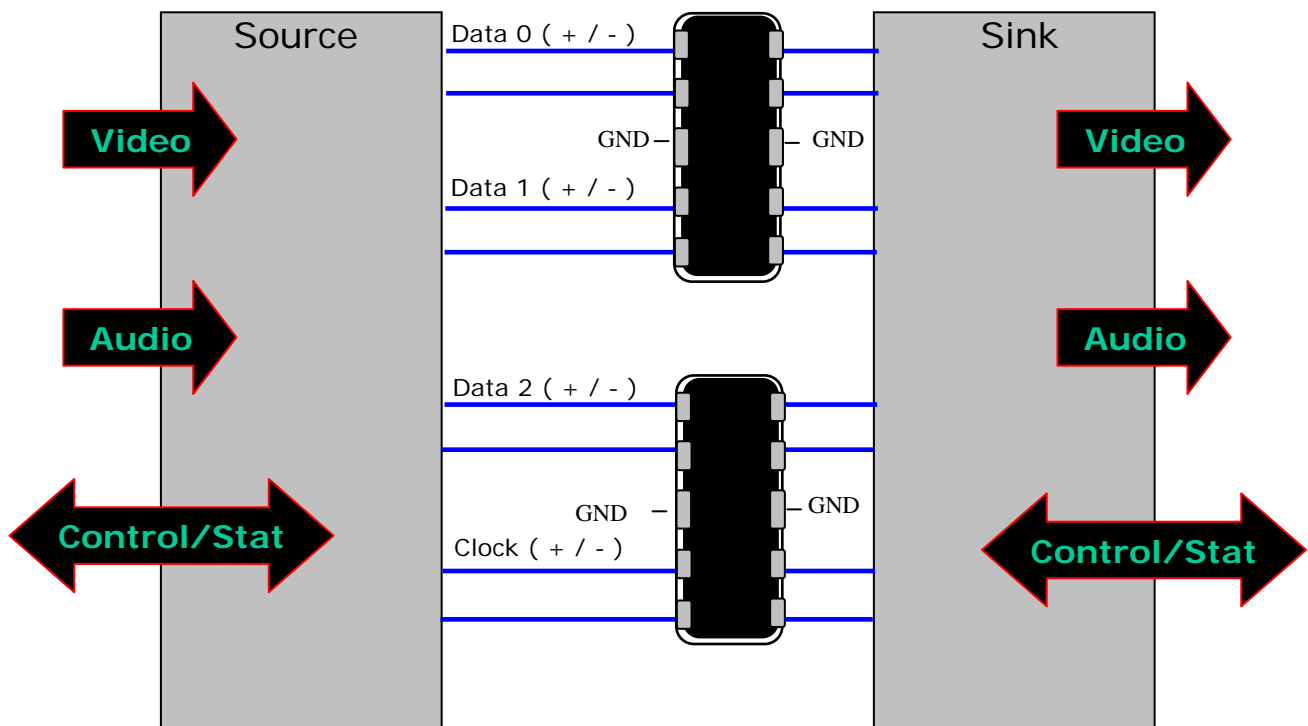 Source
Data 0 ( + / - )
Sink
Video
GND
GND
Video
Data 1 ( + / - )
Audio
Audio
Data 2 ( + / - )
GND
GND
Control/Stat
Clock ( + / - )
Control/Stat